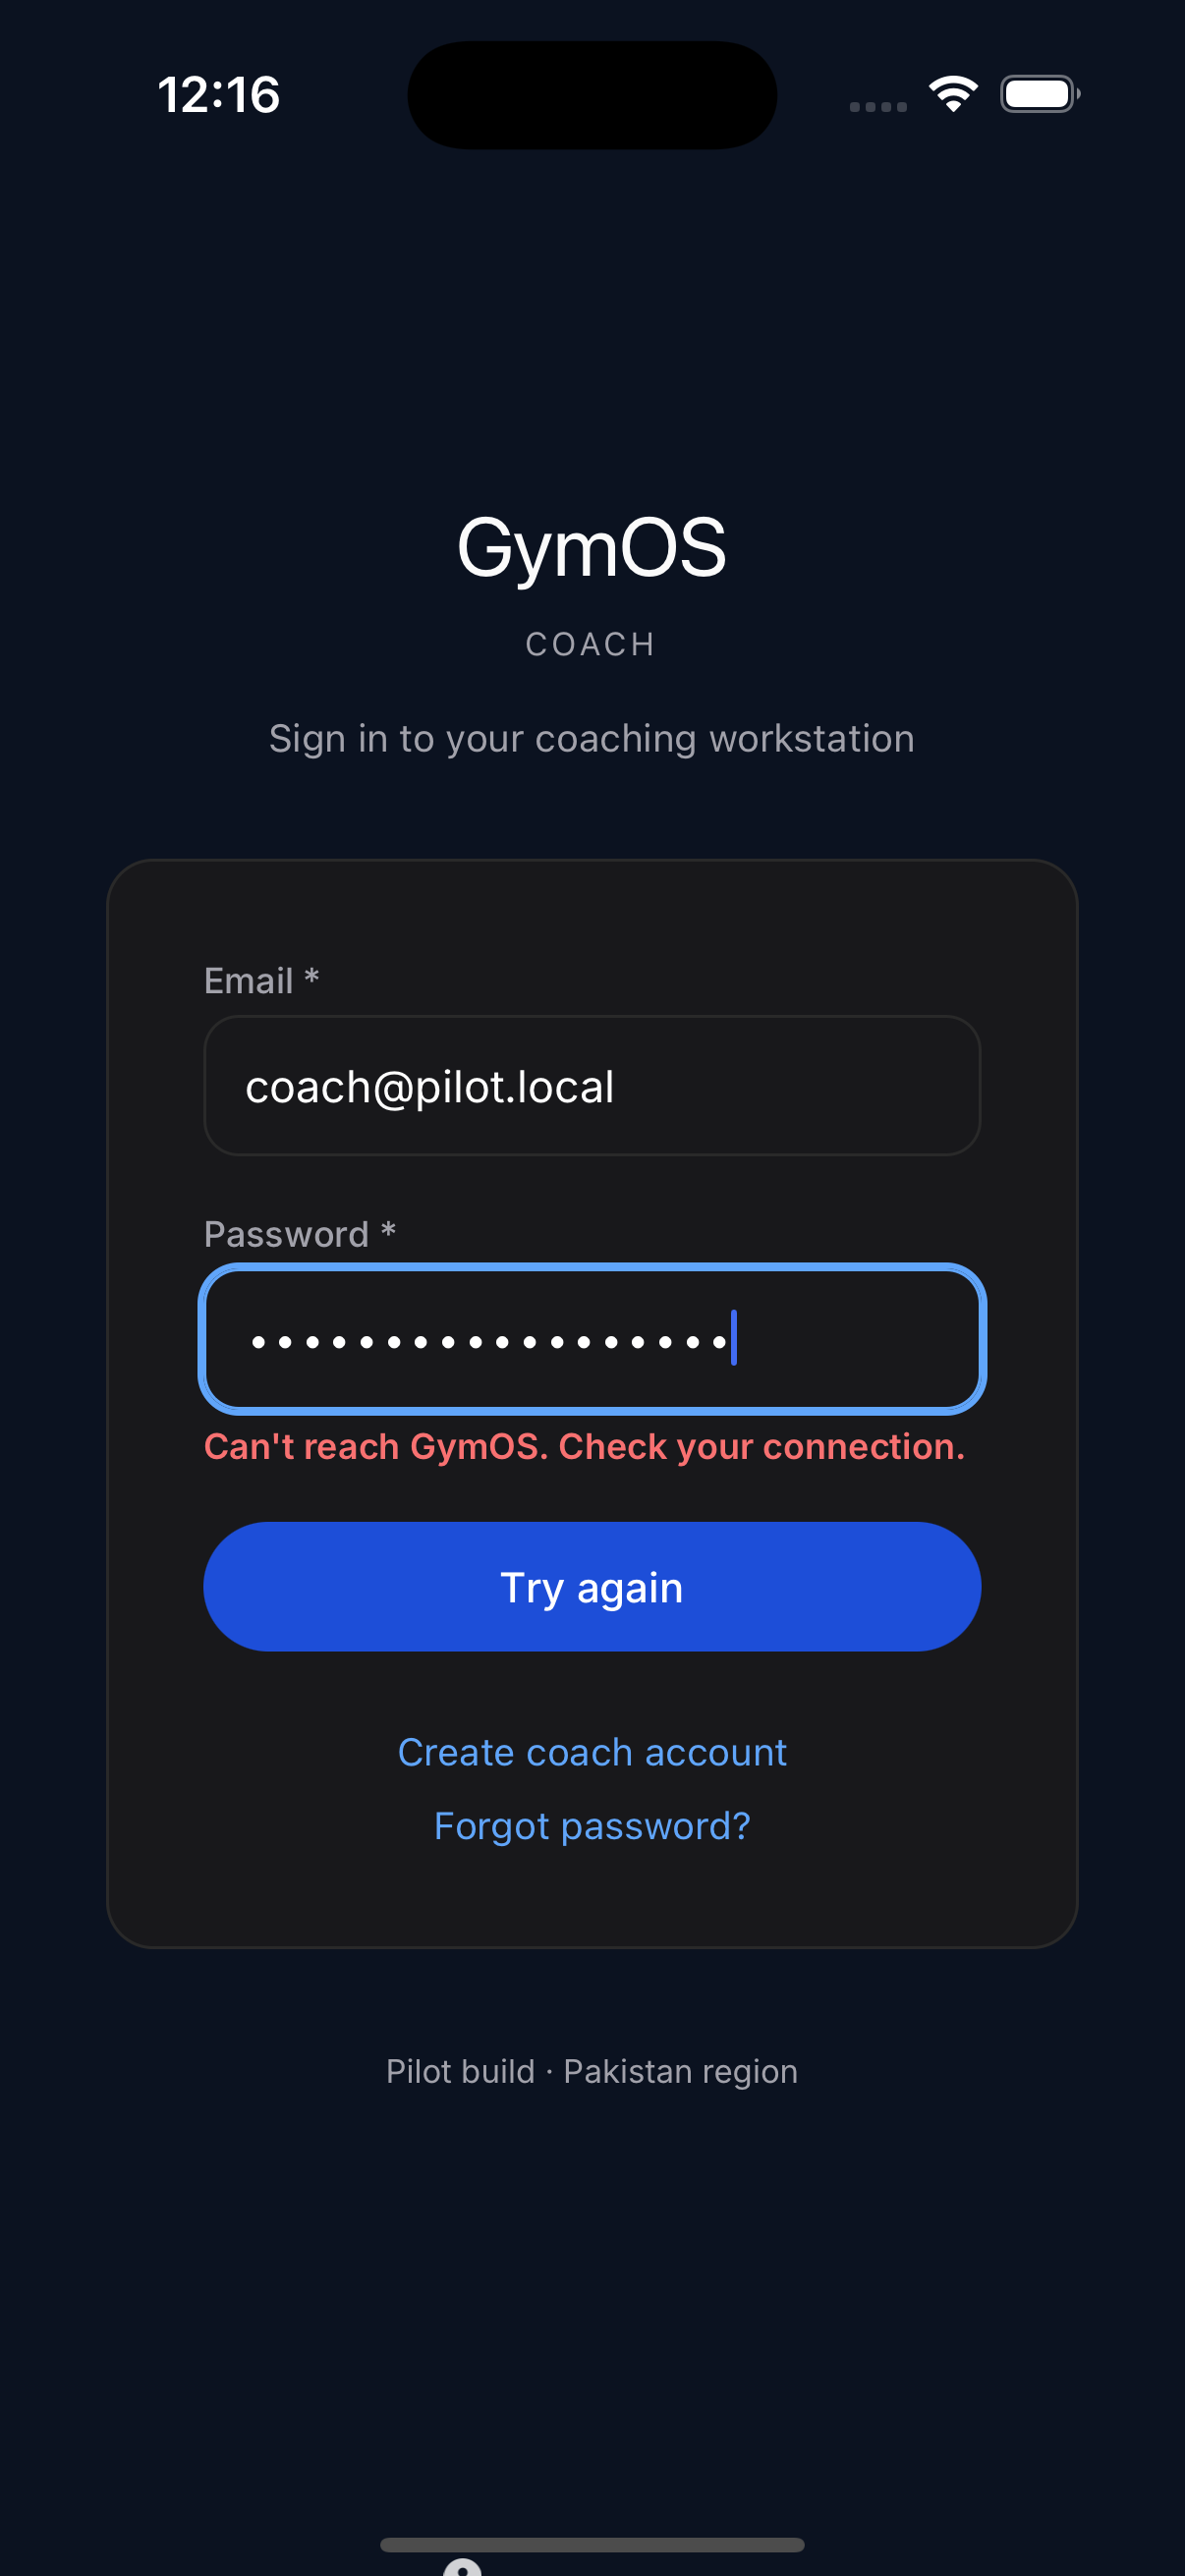 12:16
GymOS
COACH
Sign in to your coaching workstation
Email *
coach@pilot.local
Password *
••••••••••••••••••
Can't reach GymOS. Check your connection.
Try again
Create coach account
Forgot password?
Pilot build · Pakistan region